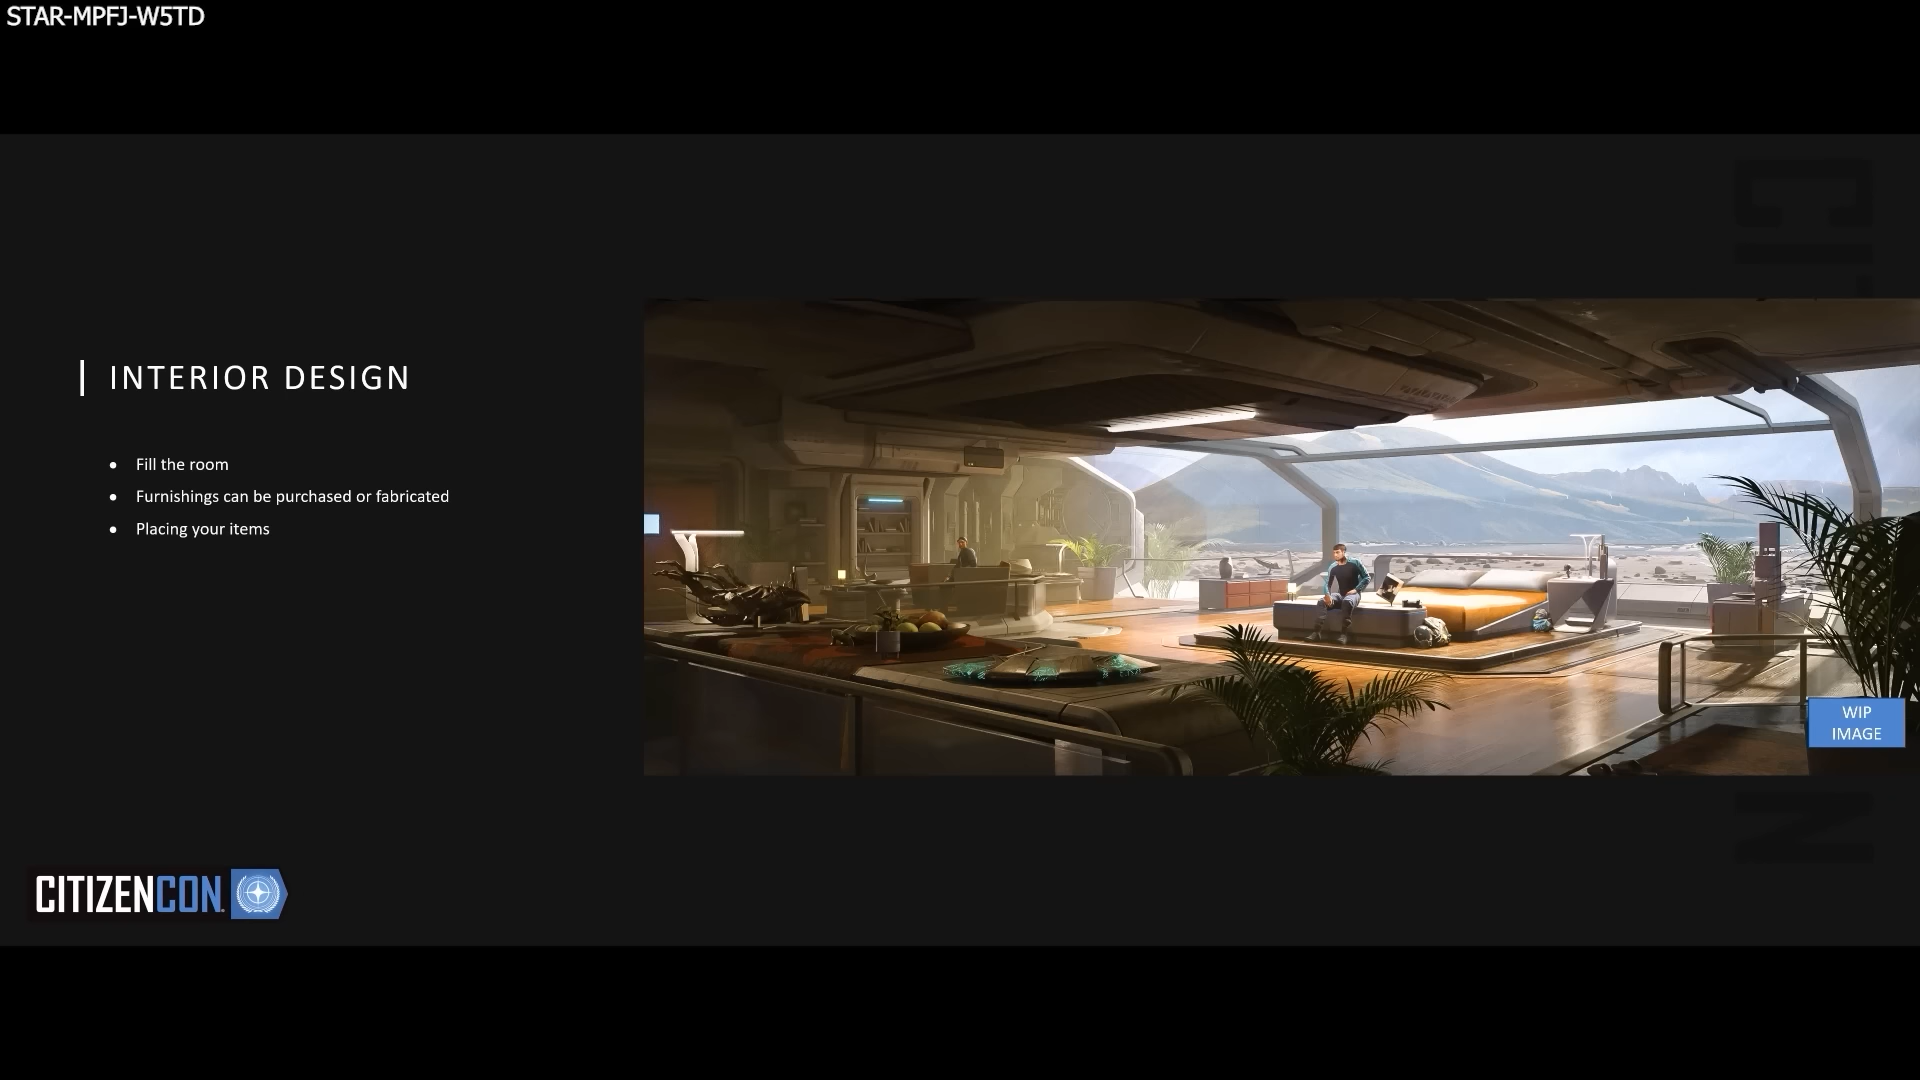 STAR-MPFJ-W5TD
INTERIOR DESIGN
• Fill the room
• Furnishings can be purchased or fabricated
• Placing your items
WIP
IMAGE
CITIZENCON.